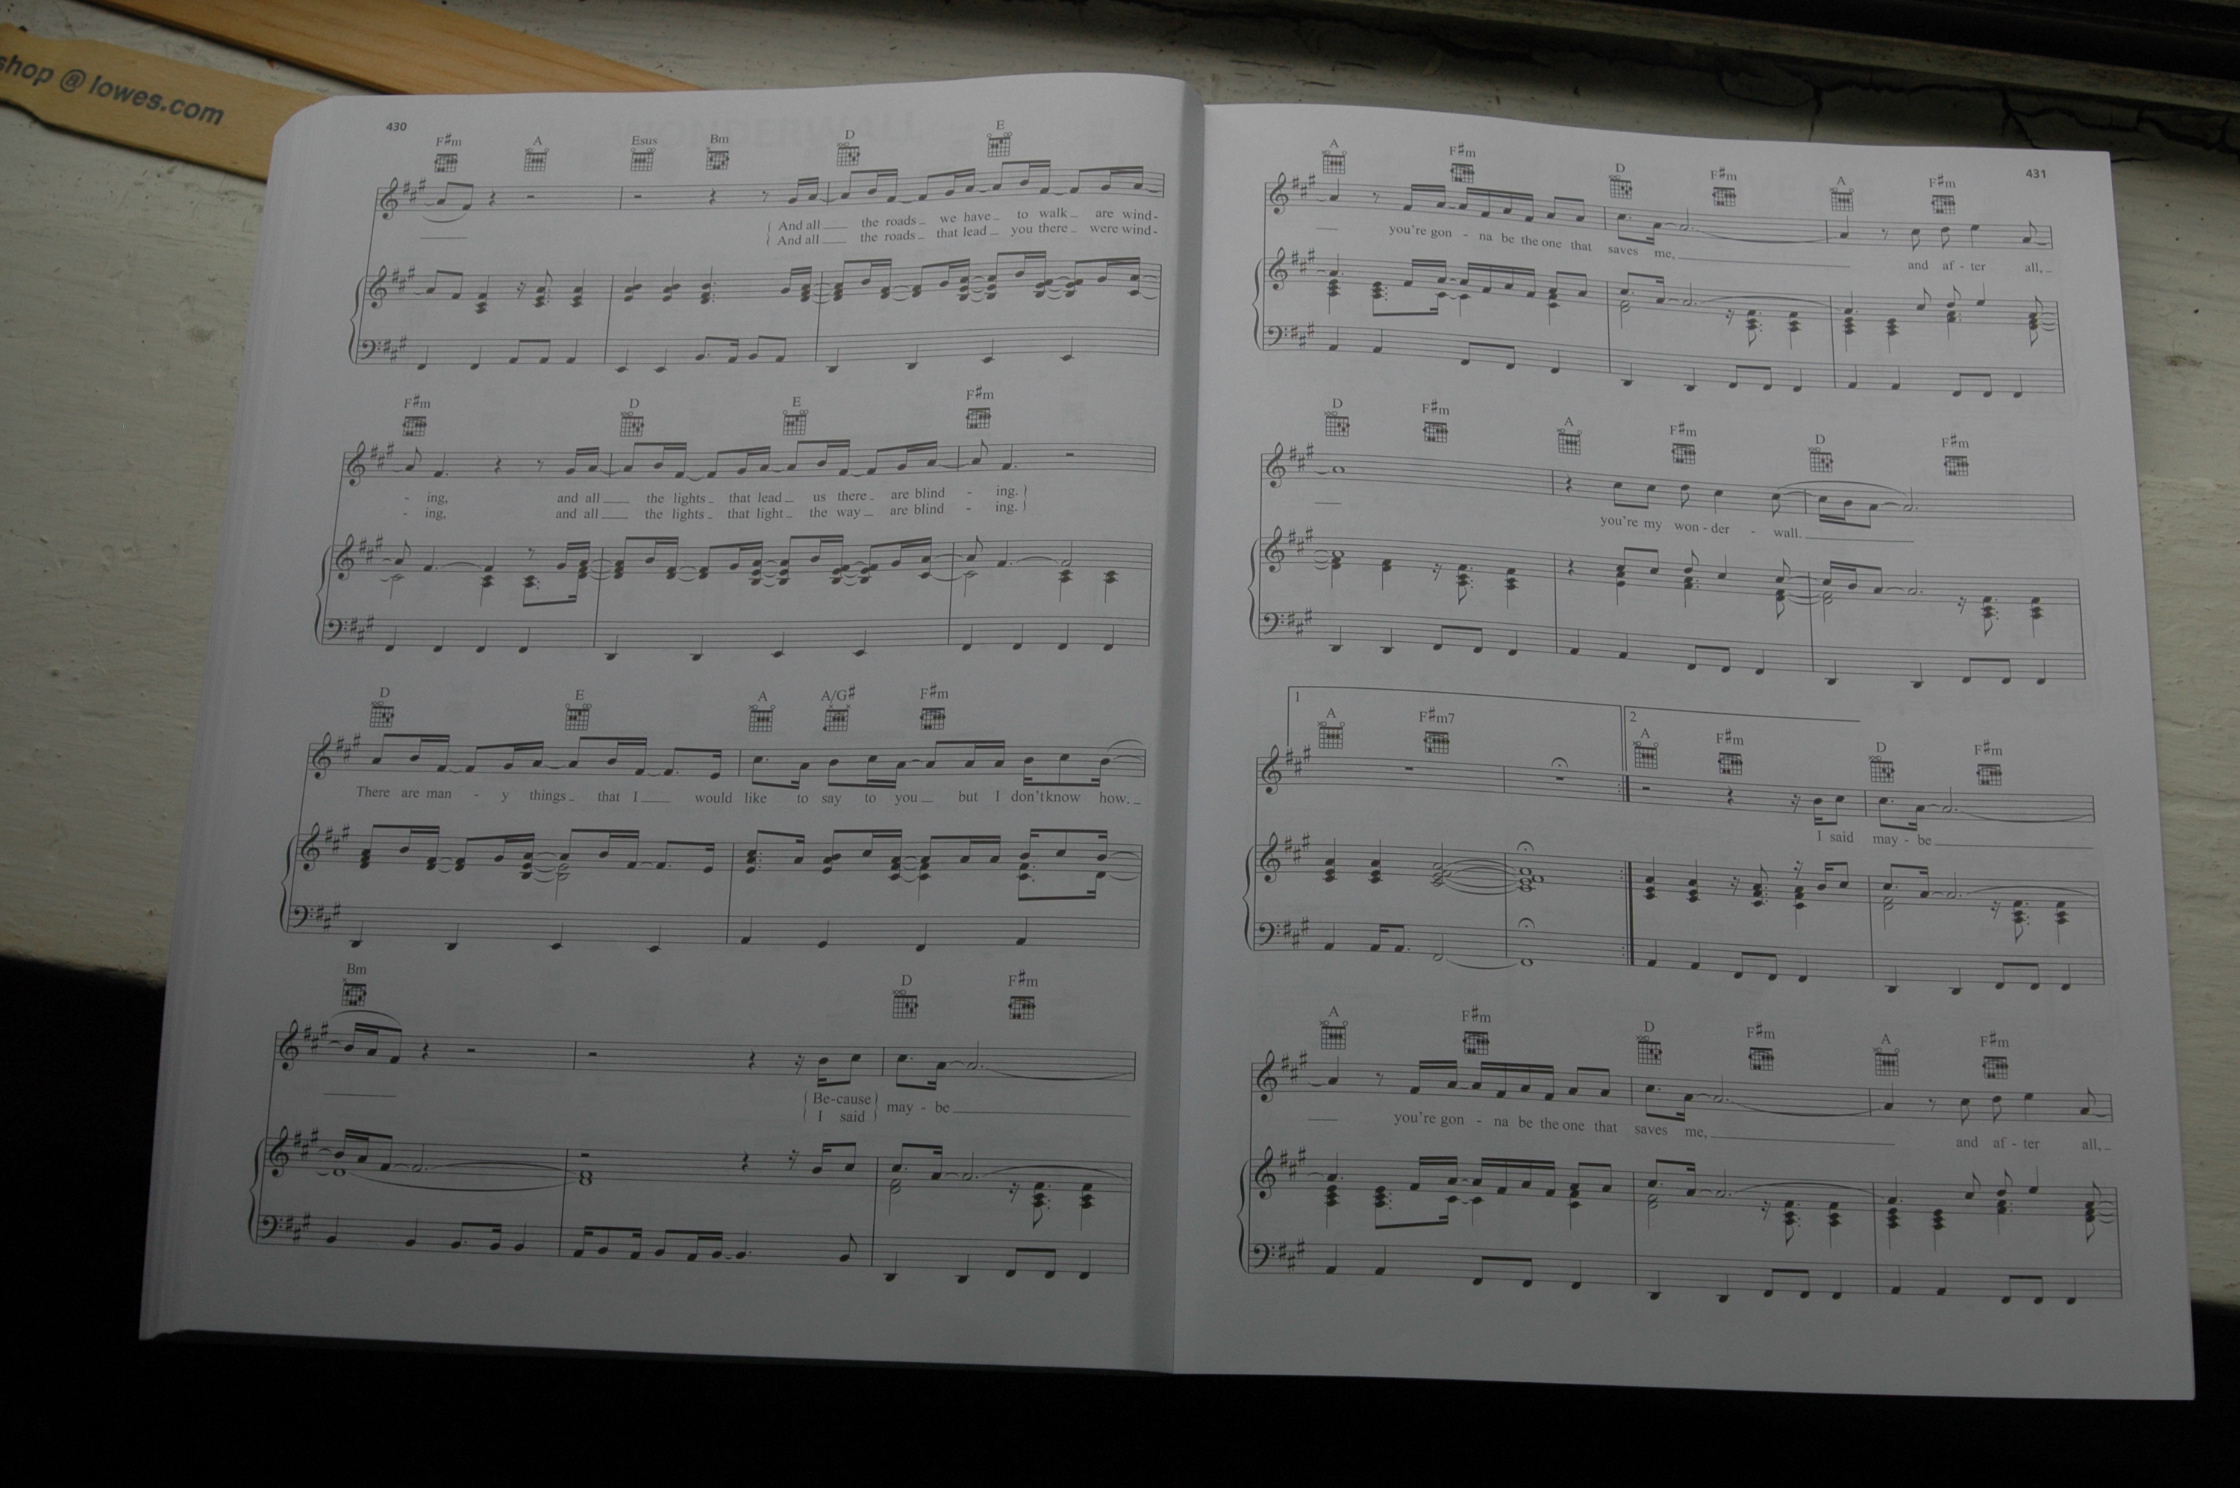 shop @ lowes.com
430
F#m A Esus Bm D E
And all the roads we have to walk are wind-
And all the roads that lead you there were wind-
F#m D E F#m
- ing, and all the lights that lead us there are blind - ing.
- ing, and all the lights that light the way are blind - ing.
D E A A/G# F#m
There are man - y things that I would like to say to you but I don't know how.
Bm D F#m
Be-cause may - be
I said
431
A F#m D F#m A F#m
you're gon - na be the one that saves me, and af - ter all,
D F#m A F#m D F#m
you're my won - der - wall.
1 2
A F#m7 A F#m D F#m
I said may - be
A F#m D F#m A F#m
you're gon - na be the one that saves me, and af - ter all,